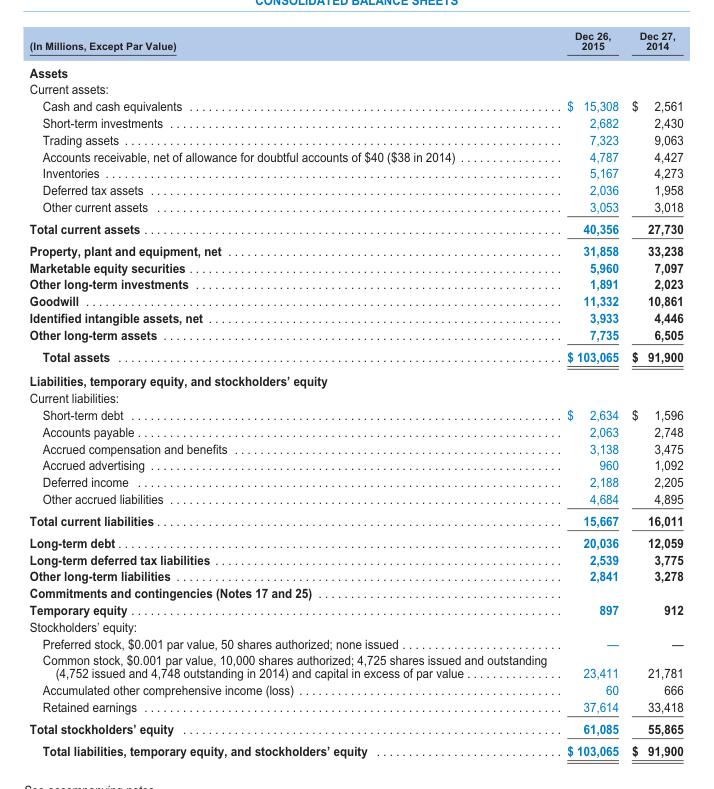 CONSOLIDATED BALANCE SHEETS
(In Millions, Except Par Value) Dec 26, 2015 Dec 27, 2014
Assets
Current assets:
Cash and cash equivalents $ 15,308 $ 2,561
Short-term investments 2,682 2,430
Trading assets 7,323 9,063
Accounts receivable, net of allowance for doubtful accounts of $40 ($38 in 2014) 4,787 4,427
Inventories 5,167 4,273
Deferred tax assets 2,036 1,958
Other current assets 3,053 3,018
Total current assets 40,356 27,730
Property, plant and equipment, net 31,858 33,238
Marketable equity securities 5,960 7,097
Other long-term investments 1,891 2,023
Goodwill 11,332 10,861
Identified intangible assets, net 3,933 4,446
Other long-term assets 7,735 6,505
Total assets $ 103,065 $ 91,900
Liabilities, temporary equity, and stockholders' equity
Current liabilities:
Short-term debt $ 2,634 $ 1,596
Accounts payable 2,063 2,748
Accrued compensation and benefits 3,138 3,475
Accrued advertising 960 1,092
Deferred income 2,188 2,205
Other accrued liabilities 4,684 4,895
Total current liabilities 15,667 16,011
Long-term debt 20,036 12,059
Long-term deferred tax liabilities 2,539 3,775
Other long-term liabilities 2,841 3,278
Commitments and contingencies (Notes 17 and 25)
Temporary equity 897 912
Stockholders' equity:
Preferred stock, $0.001 par value, 50 shares authorized; none issued — —
Common stock, $0.001 par value, 10,000 shares authorized; 4,725 shares issued and outstanding
(4,752 issued and 4,748 outstanding in 2014) and capital in excess of par value 23,411 21,781
Accumulated other comprehensive income (loss) 60 666
Retained earnings 37,614 33,418
Total stockholders' equity 61,085 55,865
Total liabilities, temporary equity, and stockholders' equity $ 103,065 $ 91,900